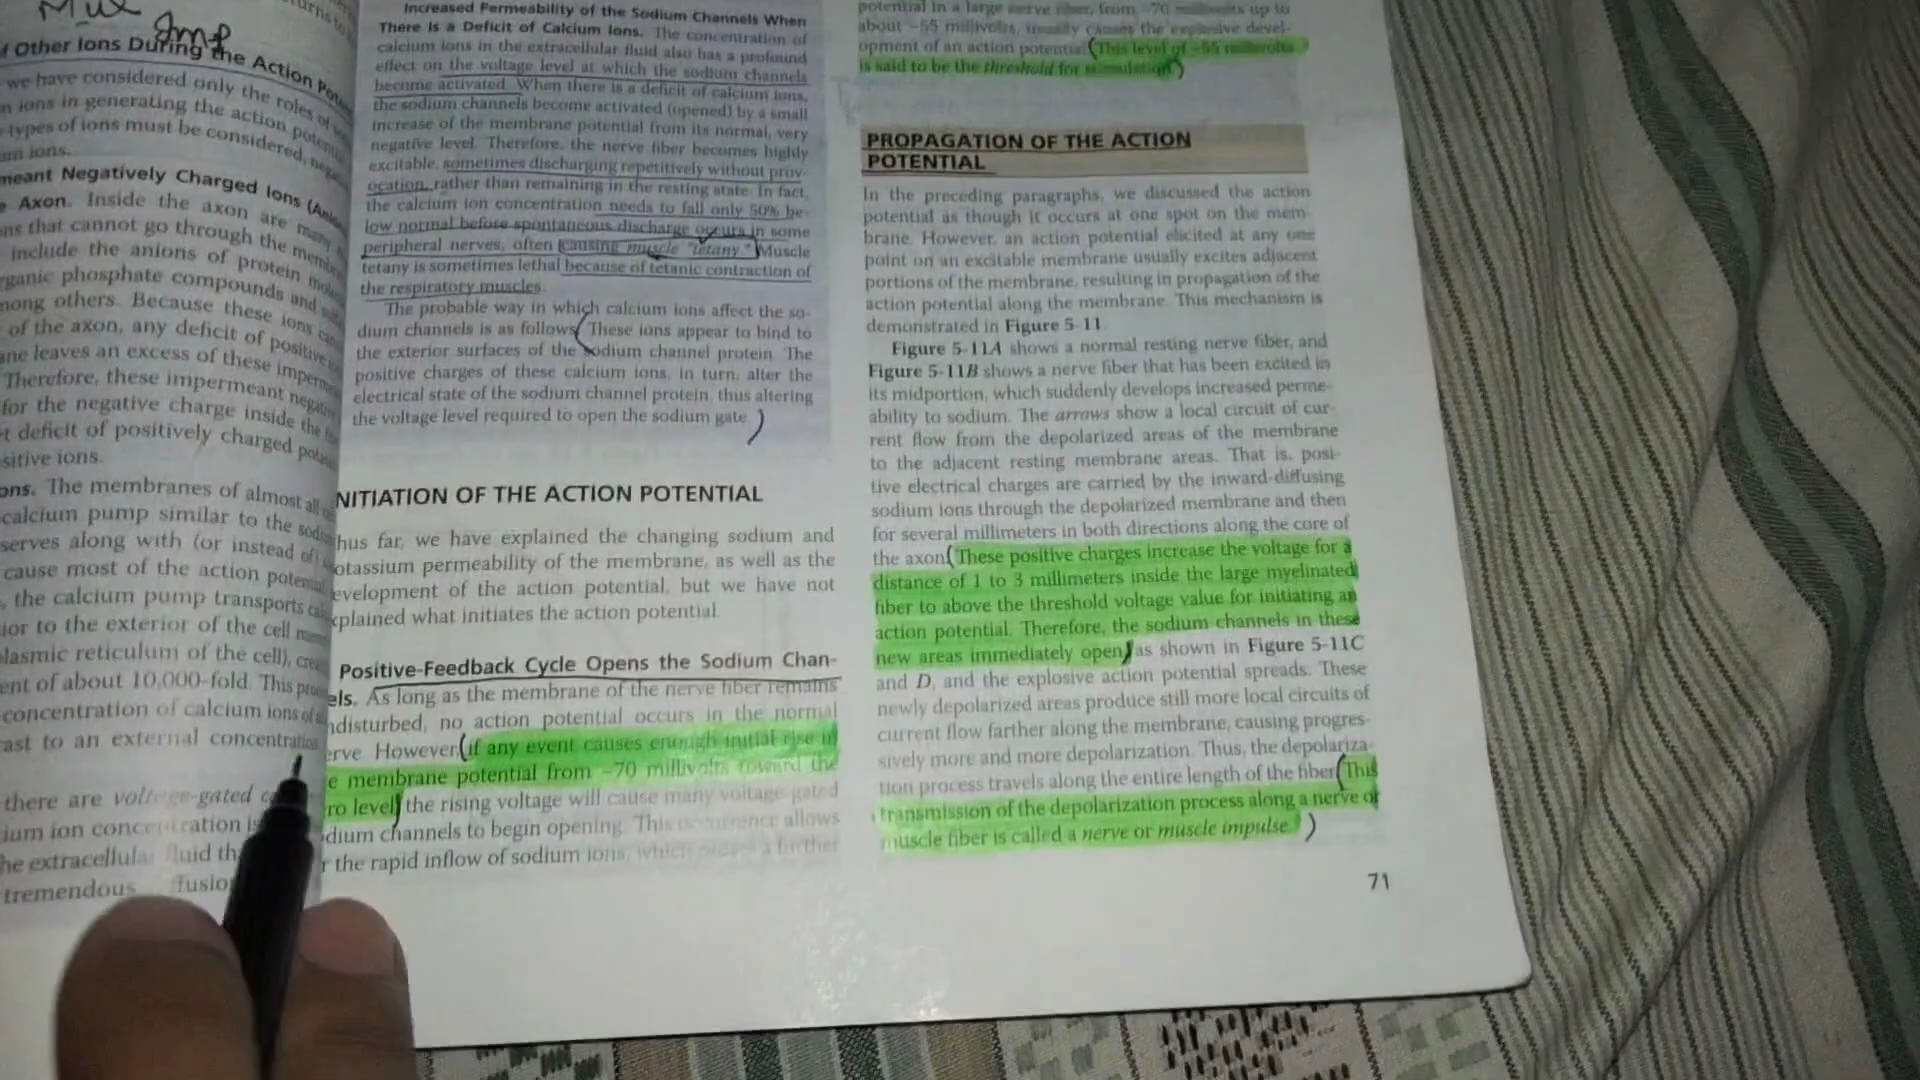 Imp
f Other Ions During the Action
we have considered only the roles of
n ions in generating the action
types of ions must be considered,
ions.
meant Negatively Charged Ions
Axon. Inside the axon are many
ns that cannot go through the
include the anions of protein
rganic phosphate compounds and
mong others. Because these ions
of the axon, any deficit of positive
ane leaves an excess of these
Therefore, these impermeant
for the negative charge inside the
t deficit of positively charged
sitive ions.
ons. The membranes of almost all
calcium pump similar to the
serves along with (or instead of)
cause most of the action
the calcium pump transports
ior to the exterior of the cell
lasmic reticulum of the cell),
ent of about 10,000-fold. This
concentration of calcium ions of
rast to an external concentration
there are voltage-gated
ium ion concentration is
he extracellular fluid
tremendous
Increased Permeability of the Sodium Channels When
There Is a Deficit of Calcium Ions. The concentration of
calcium ions in the extracellular fluid also has a profound
effect on the voltage level at which the sodium channels
become activated. When there is a deficit of calcium ions,
the sodium channels become activated (opened) by a small
increase of the membrane potential from its normal, very
negative level. Therefore, the nerve fiber becomes highly
excitable, sometimes discharging repetitively without prov-
ocation, rather than remaining in the resting state. In fact,
the calcium ion concentration needs to fall only 50% be-
low normal before spontaneous discharge occurs in some
peripheral nerves, often causing muscle "tetany." Muscle
tetany is sometimes lethal because of tetanic contraction of
the respiratory muscles.
The probable way in which calcium ions affect the so-
dium channels is as follows (These ions appear to bind to
the exterior surfaces of the sodium channel protein. The
positive charges of these calcium ions, in turn, alter the
electrical state of the sodium channel protein, thus altering
the voltage level required to open the sodium gate )
NITIATION OF THE ACTION POTENTIAL
hus far, we have explained the changing sodium and
otassium permeability of the membrane, as well as the
evelopment of the action potential, but we have not
xplained what initiates the action potential.
Positive-Feedback Cycle Opens the Sodium Chan-
els. As long as the membrane of the nerve fiber remains
ndisturbed, no action potential occurs in the normal
erve. However (if any event causes enough initial rise in
e membrane potential from −70 millivolts toward the
ro level) the rising voltage will cause many voltage-gated
dium channels to begin opening. This occurrence allows
r the rapid inflow of sodium ions, which causes a further
potential in a large nerve fiber, from −70 millivolts up to
about −55 millivolts, usually causes the explosive devel-
opment of an action potential (This level of −55 millivolts
is said to be the threshold for stimulation)
PROPAGATION OF THE ACTION
POTENTIAL
In the preceding paragraphs, we discussed the action
potential as though it occurs at one spot on the mem-
brane. However, an action potential elicited at any one
point on an excitable membrane usually excites adjacent
portions of the membrane, resulting in propagation of the
action potential along the membrane. This mechanism is
demonstrated in Figure 5-11.
Figure 5-11A shows a normal resting nerve fiber, and
Figure 5-11B shows a nerve fiber that has been excited in
its midportion, which suddenly develops increased perme-
ability to sodium. The arrows show a local circuit of cur-
rent flow from the depolarized areas of the membrane
to the adjacent resting membrane areas. That is, posi-
tive electrical charges are carried by the inward-diffusing
sodium ions through the depolarized membrane and then
for several millimeters in both directions along the core of
the axon. (These positive charges increase the voltage for a
distance of 1 to 3 millimeters inside the large myelinated
fiber to above the threshold voltage value for initiating an
action potential. Therefore, the sodium channels in these
new areas immediately open) as shown in Figure 5-11C
and D, and the explosive action potential spreads. These
newly depolarized areas produce still more local circuits of
current flow farther along the membrane, causing progres-
sively more and more depolarization. Thus, the depolariza-
tion process travels along the entire length of the fiber (This
transmission of the depolarization process along a nerve or
muscle fiber is called a nerve or muscle impulse. )
71